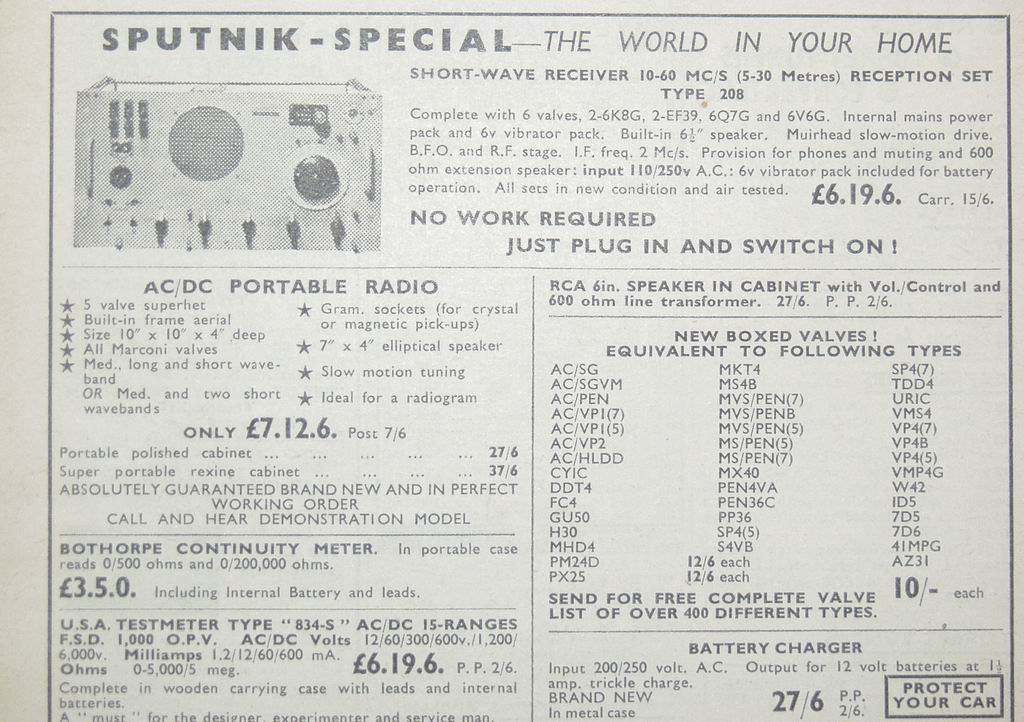 SPUTNIK-SPECIAL—THE WORLD IN YOUR HOME
SHORT-WAVE RECEIVER 10-60 MC/S (5-30 Metres) RECEPTION SET
TYPE 208
Complete with 6 valves, 2-6K8G, 2-EF39, 6Q7G and 6V6G. Internal mains power
pack and 6v vibrator pack. Built-in 6½" speaker. Muirhead slow-motion drive.
B.F.O. and R.F. stage. I.F. freq. 2 Mc/s. Provision for phones and muting and 600
ohm extension speaker: input 110/250v A.C.: 6v vibrator pack included for battery
operation. All sets in new condition and air tested. £6.19.6. Carr. 15/6.
NO WORK REQUIRED
JUST PLUG IN AND SWITCH ON!
AC/DC PORTABLE RADIO
★ 5 valve superhet
★ Built-in frame aerial
★ Size 10" x 10" x 4" deep
★ All Marconi valves
★ Med., long and short wave-
band
OR Med. and two short
wavebands
★ Gram. sockets (for crystal
or magnetic pick-ups)
★ 7" x 4" elliptical speaker
★ Slow motion tuning
★ Ideal for a radiogram
ONLY £7.12.6. Post 7/6
Portable polished cabinet ... ... ... ... ... 27/6
Super portable rexine cabinet ... ... ... ... 37/6
ABSOLUTELY GUARANTEED BRAND NEW AND IN PERFECT
WORKING ORDER
CALL AND HEAR DEMONSTRATION MODEL
BOTHORPE CONTINUITY METER. In portable case
reads 0/500 ohms and 0/200,000 ohms.
£3.5.0. Including Internal Battery and leads.
U.S.A. TESTMETER TYPE "834-S" AC/DC 15-RANGES
F.S.D. 1,000 O.P.V. AC/DC Volts 12/60/300/600v./1,200/
6,000v. Milliamps 1.2/12/60/600 mA.
Ohms 0-5,000/5 meg. £6.19.6. P.P. 2/6.
Complete in wooden carrying case with leads and internal
batteries.
A "must" for the designer, experimenter and service man.
RCA 6in. SPEAKER IN CABINET with Vol./Control and
600 ohm line transformer. 27/6. P. P. 2/6.
NEW BOXED VALVES!
EQUIVALENT TO FOLLOWING TYPES
AC/SG MKT4 SP4(7)
AC/SGVM MS4B TDD4
AC/PEN MVS/PEN(7) URIC
AC/VP1(7) MVS/PENB VMS4
AC/VP1(5) MVS/PEN(5) VP4(7)
AC/VP2 MS/PEN(5) VP4B
AC/HLDD MS/PEN(7) VP4(5)
CYIC MX40 VMP4G
DDT4 PEN4VA W42
FC4 PEN36C ID5
GU50 PP36 7D5
H30 SP4(5) 7D6
MHD4 S4VB 41MPG
PM24D 12/6 each AZ31
PX25 12/6 each
10/- each
SEND FOR FREE COMPLETE VALVE
LIST OF OVER 400 DIFFERENT TYPES.
BATTERY CHARGER
Input 200/250 volt. A.C. Output for 12 volt batteries at 1½
amp. trickle charge.
BRAND NEW
In metal case
27/6 P.P.
2/6.
PROTECT
YOUR CAR